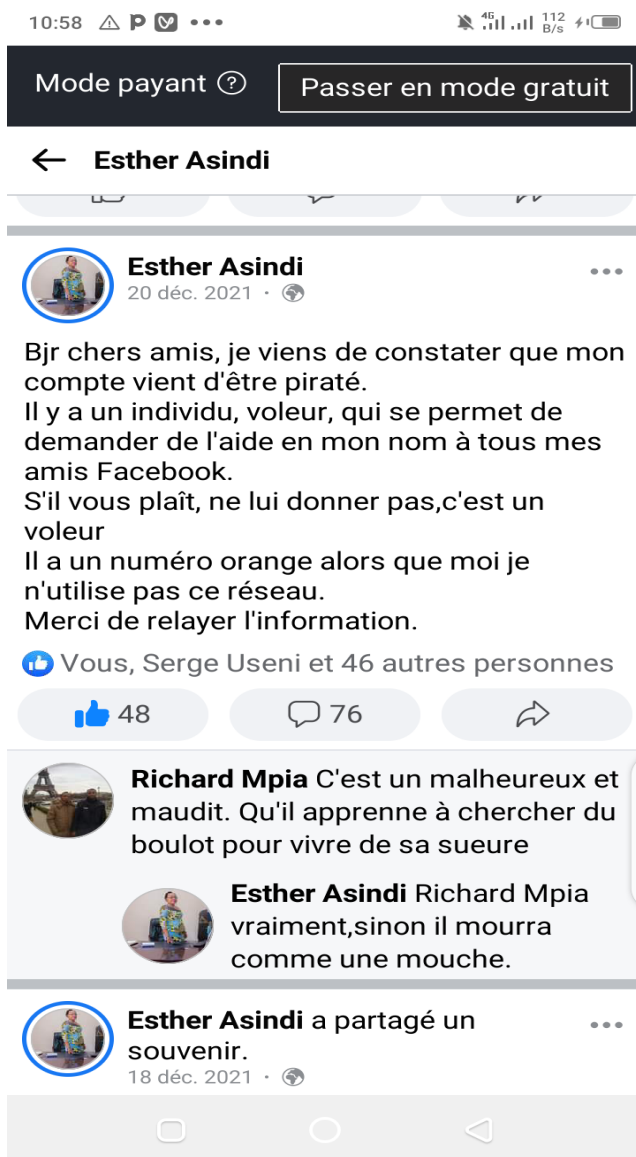 10:58
46
112
B/s
Mode payant ?
Passer en mode gratuit
Esther Asindi
Esther Asindi
20 déc. 2021 ·
Bjr chers amis, je viens de constater que mon
compte vient d'être piraté.
Il y a un individu, voleur, qui se permet de
demander de l'aide en mon nom à tous mes
amis Facebook.
S'il vous plaît, ne lui donner pas,c'est un
voleur
Il a un numéro orange alors que moi je
n'utilise pas ce réseau.
Merci de relayer l'information.
Vous, Serge Useni et 46 autres personnes
48
76
Richard Mpia C'est un malheureux et
maudit. Qu'il apprenne à chercher du
boulot pour vivre de sa sueure
Esther Asindi Richard Mpia
vraiment,sinon il mourra
comme une mouche.
Esther Asindi a partagé un
souvenir.
18 déc. 2021 ·